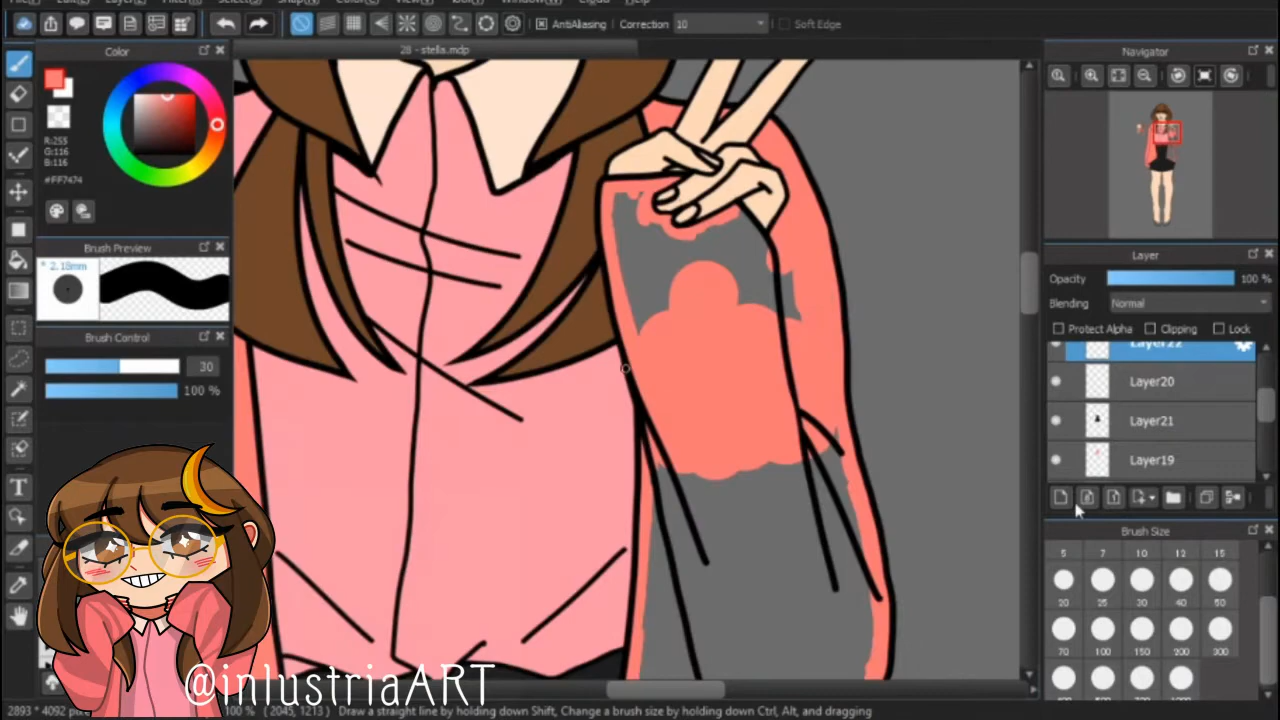 AntiAliasing Correction 10 Soft Edge
Color
28 - stella.mdp
Navigator
R:255
G:116
B:116
#FF7474
Brush Preview
* 2.18mm
Layer
Opacity 100 %
Blending Normal
Protect Alpha Clipping Lock
Layer22
Brush Control
30
100 %
Layer20
Layer21
Layer19
T
Brush Size
5 7 10 12 15
20 25 30 40 50
70 100 150 200 300
@inlustriaART
100 % (2045, 1213) Draw a straight line by holding down Shift, Change a brush size by holding down Ctrl, Alt, and dragging